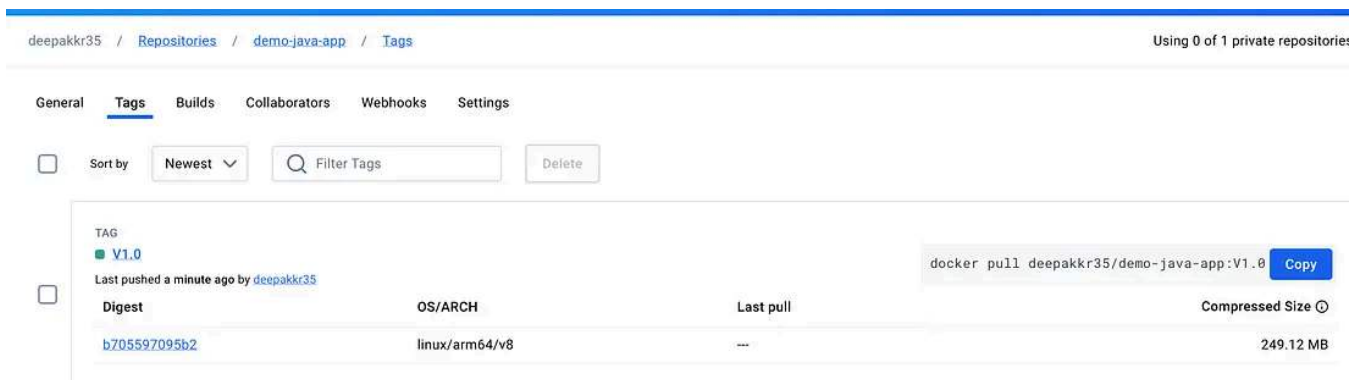 deepakkr35 / Repositories / demo-java-app / Tags Using 0 of 1 private repositories
General Tags Builds Collaborators Webhooks Settings
Sort by Newest Filter Tags Delete
TAG
V1.0
docker pull deepakkr35/demo-java-app:V1.0 Copy
Last pushed a minute ago by deepakkr35
Digest OS/ARCH Last pull Compressed Size
b705597095b2 linux/arm64/v8 --- 249.12 MB